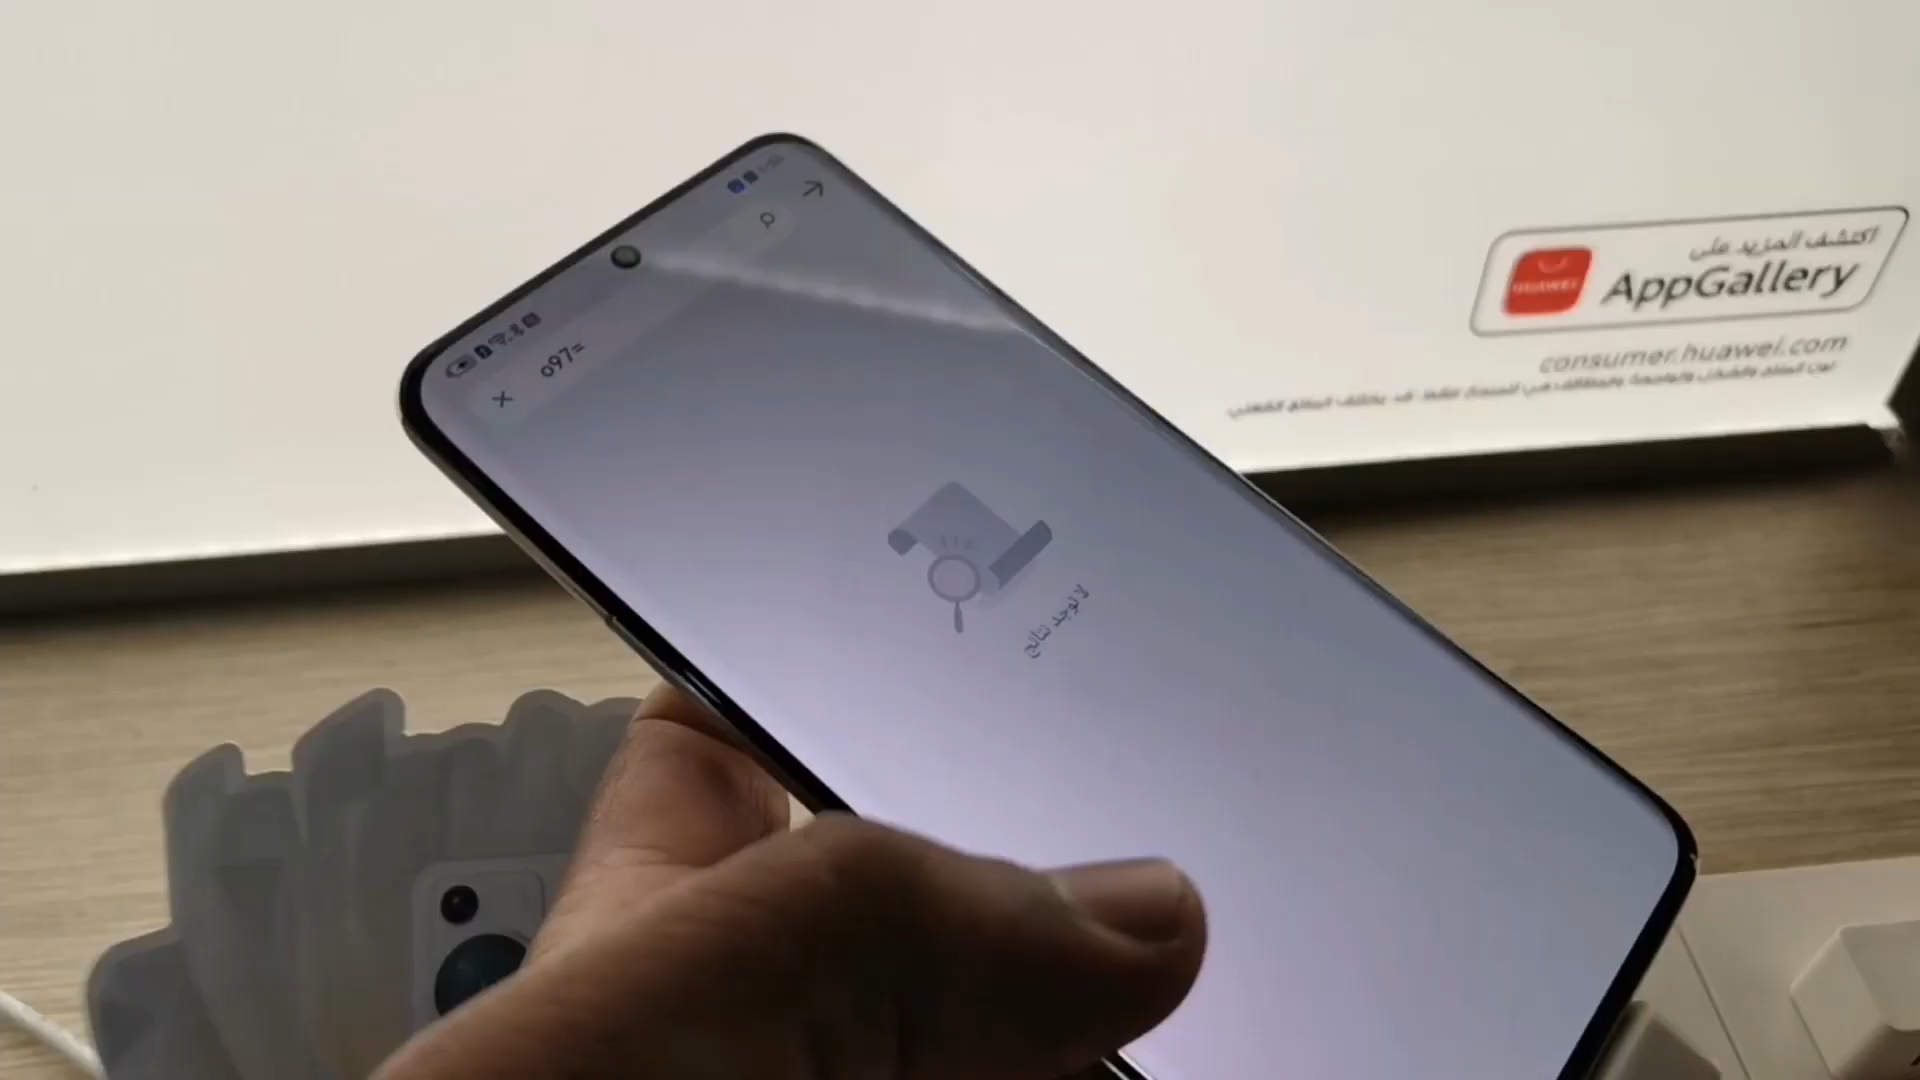 اكتشف المزيد على
HUAWEI
AppGallery
consumer.huawei.com
o97=
لا توجد نتائج